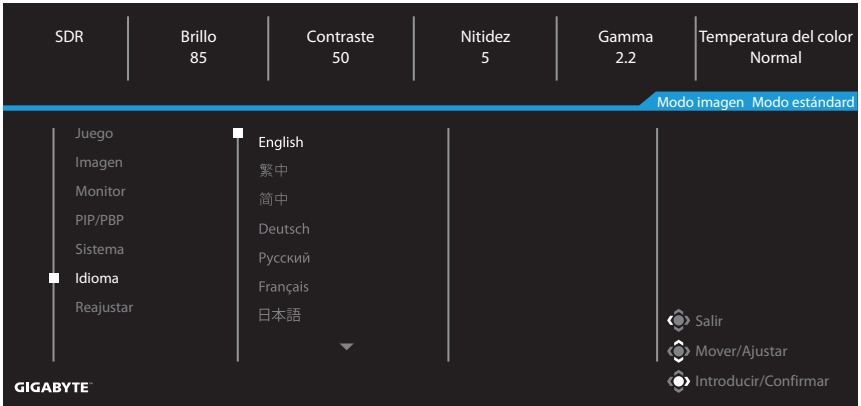 SDR
Brillo
85
Contraste
50
Nitidez
5
Gamma
2.2
Temperatura del color
Normal
Modo imagen Modo estándard
Juego
Imagen
Monitor
PIP/PBP
Sistema
Idioma
Reajustar
English
繁中
简中
Deutsch
Русский
Français
日本語
Salir
Mover/Ajustar
Introducir/Confirmar
GIGABYTE™